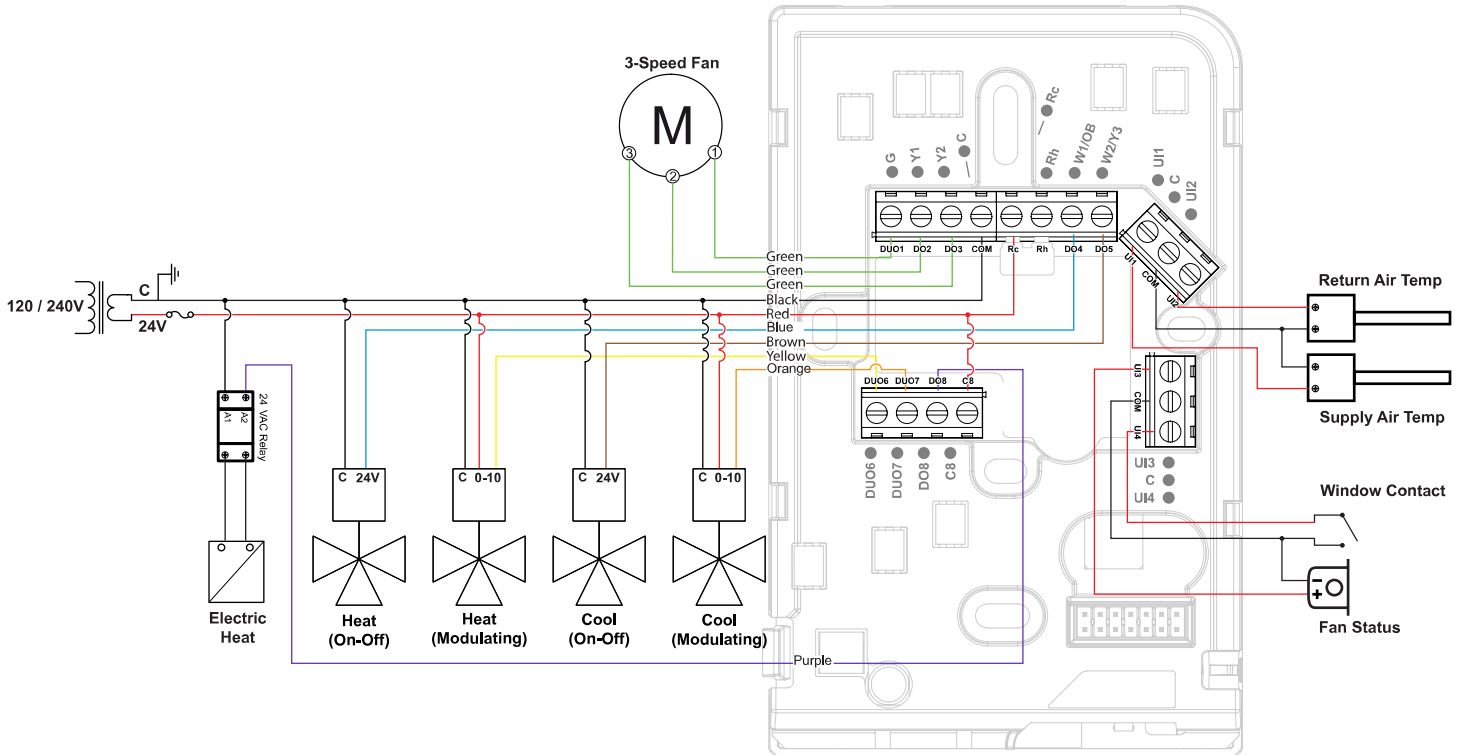 3-Speed Fan
M
3
2
1
G
Y1
Y2
C
Rc
Rh
W1/OB
W2/Y3
UI1
C
UI2
DUO1
DO2
DO3
COM
Rc
Rh
DO4
DO5
UI1
COM
UI2
Green
Green
Green
Black
Red
Blue
Brown
Yellow
Orange
120 / 240V
C
24V
Return Air Temp
Supply Air Temp
DUO6
DUO7
DO8
C8
UI3
COM
UI4
A1
A2
24 VAC Relay
C 24V
C 0-10
C 24V
C 0-10
DUO6
DUO7
DO8
C8
UI3
C
UI4
Window Contact
Fan Status
Electric
Heat
Heat
(On-Off)
Heat
(Modulating)
Cool
(On-Off)
Cool
(Modulating)
Purple